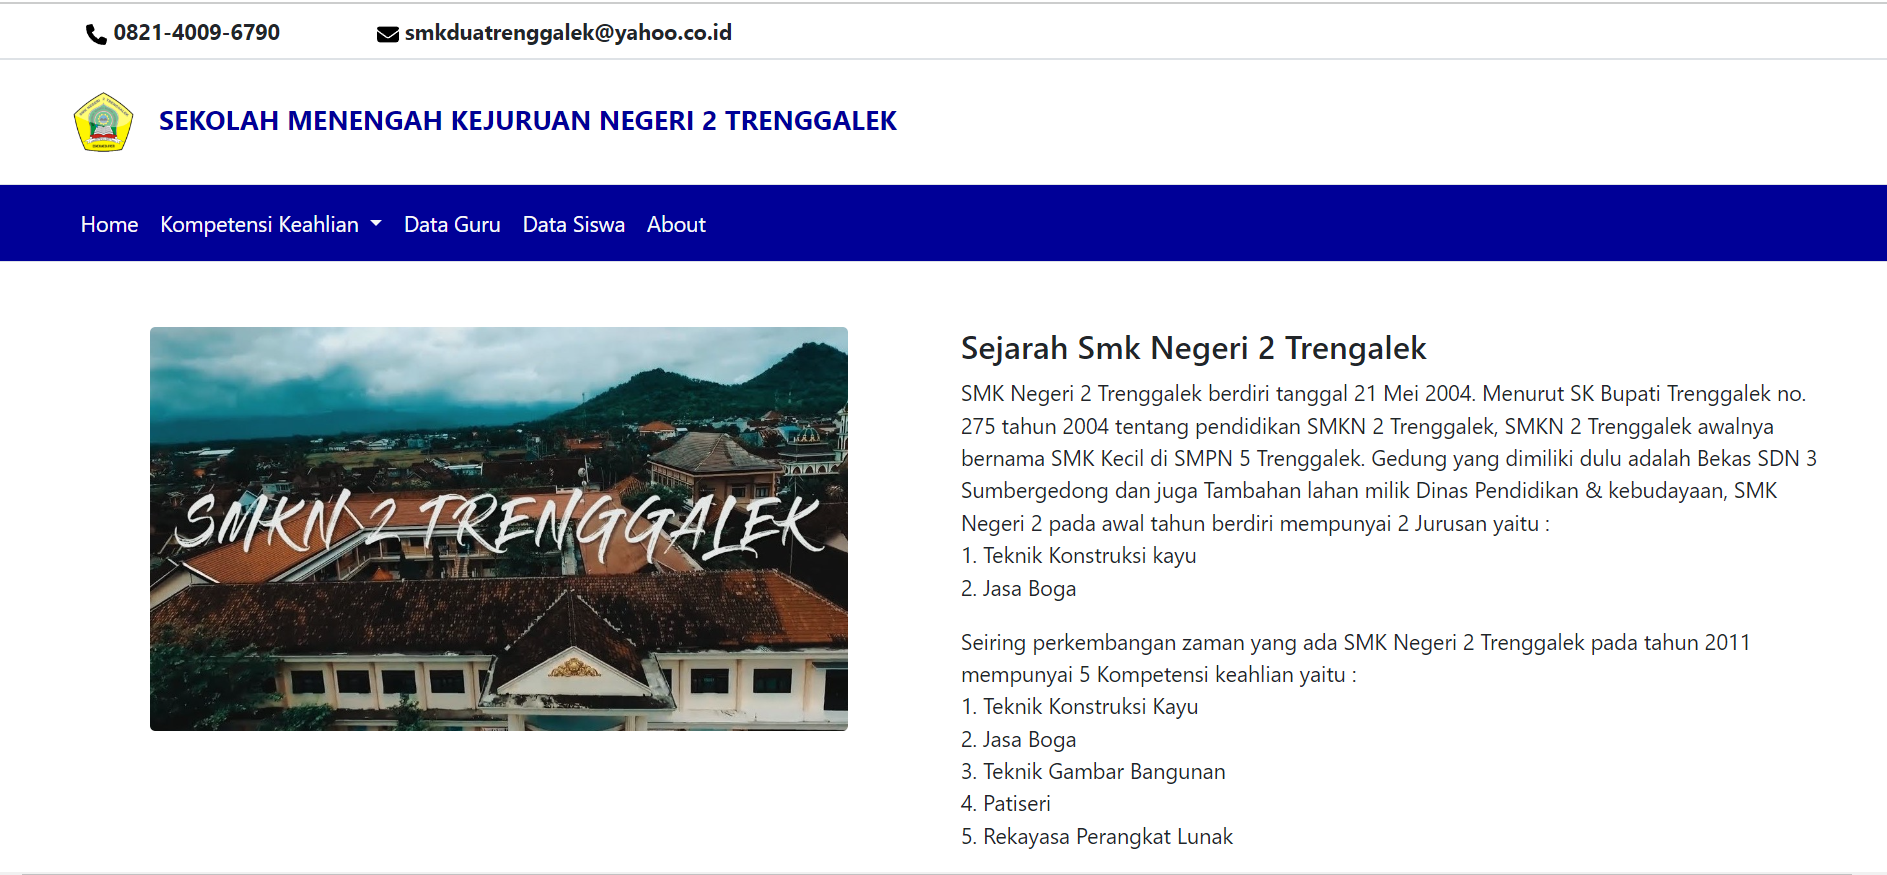 0821-4009-6790
smkduatrenggalek@yahoo.co.id
SEKOLAH MENENGAH KEJURUAN NEGERI 2 TRENGGALEK
Home
Kompetensi Keahlian
Data Guru
Data Siswa
About
SMKN 2 TRENGGALEK
Sejarah Smk Negeri 2 Trengalek
SMK Negeri 2 Trenggalek berdiri tanggal 21 Mei 2004. Menurut SK Bupati Trenggalek no.
275 tahun 2004 tentang pendidikan SMKN 2 Trenggalek, SMKN 2 Trenggalek awalnya
bernama SMK Kecil di SMPN 5 Trenggalek. Gedung yang dimiliki dulu adalah Bekas SDN 3
Sumbergedong dan juga Tambahan lahan milik Dinas Pendidikan & kebudayaan, SMK
Negeri 2 pada awal tahun berdiri mempunyai 2 Jurusan yaitu :
1. Teknik Konstruksi kayu
2. Jasa Boga
Seiring perkembangan zaman yang ada SMK Negeri 2 Trenggalek pada tahun 2011
mempunyai 5 Kompetensi keahlian yaitu :
1. Teknik Konstruksi Kayu
2. Jasa Boga
3. Teknik Gambar Bangunan
4. Patiseri
5. Rekayasa Perangkat Lunak